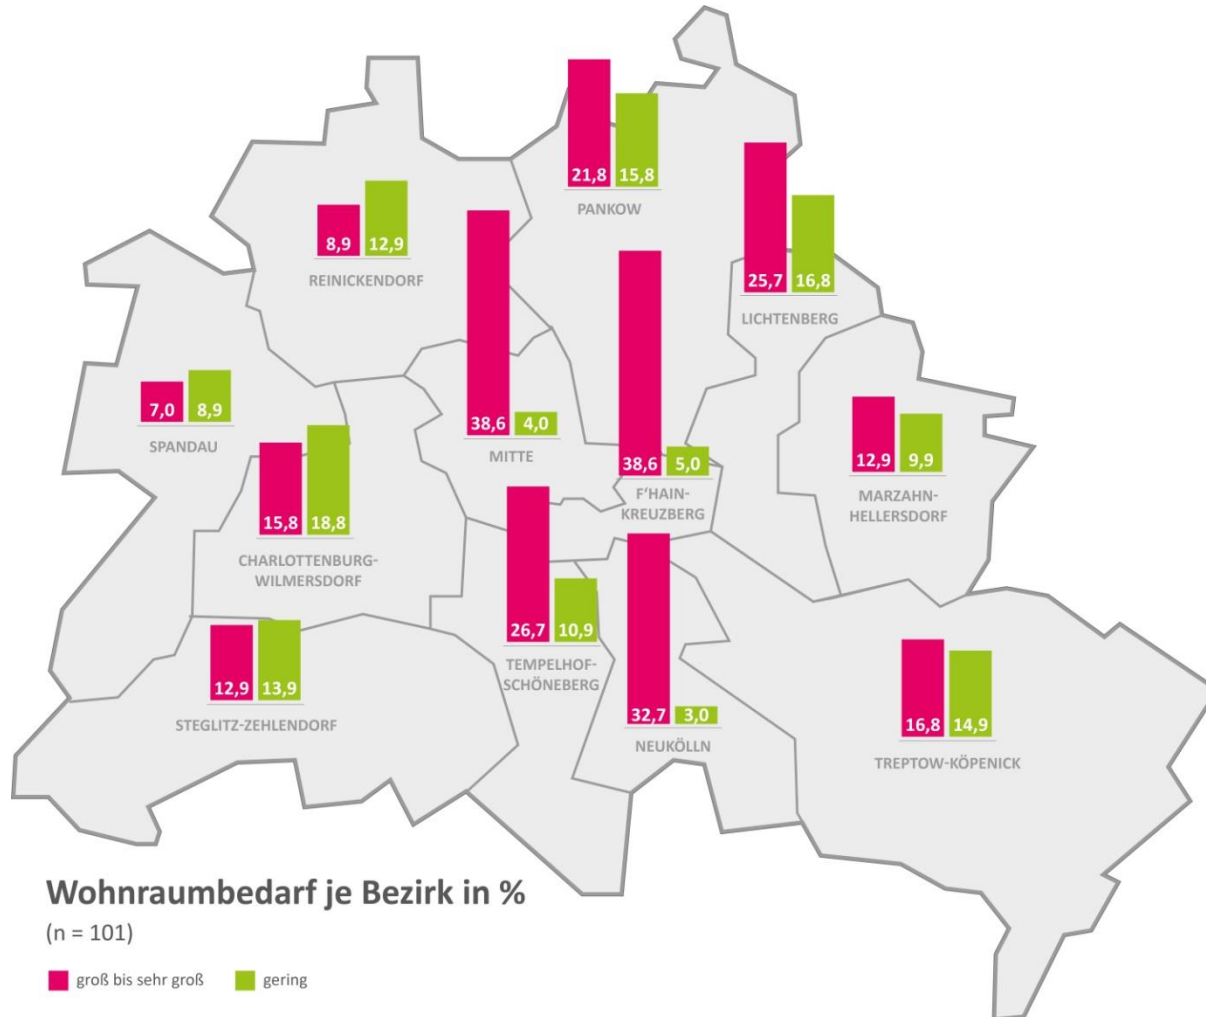 21,8 15,8
PANKOW
8,9 12,9
REINICKENDORF
25,7 16,8
LICHTENBERG
7,0 8,9
SPANDAU
38,6 4,0
MITTE
38,6 5,0
F'HAIN-
KREUZBERG
12,9 9,9
MARZAHN-
HELLERSDORF
15,8 18,8
CHARLOTTENBURG-
WILMERSDORF
26,7 10,9
TEMPELHOF-
SCHÖNEBERG
12,9 13,9
STEGLITZ-ZEHLENDORF
32,7 3,0
NEUKÖLLN
16,8 14,9
TREPTOW-KÖPENICK
Wohnraumbedarf je Bezirk in %
(n = 101)
groß bis sehr groß gering